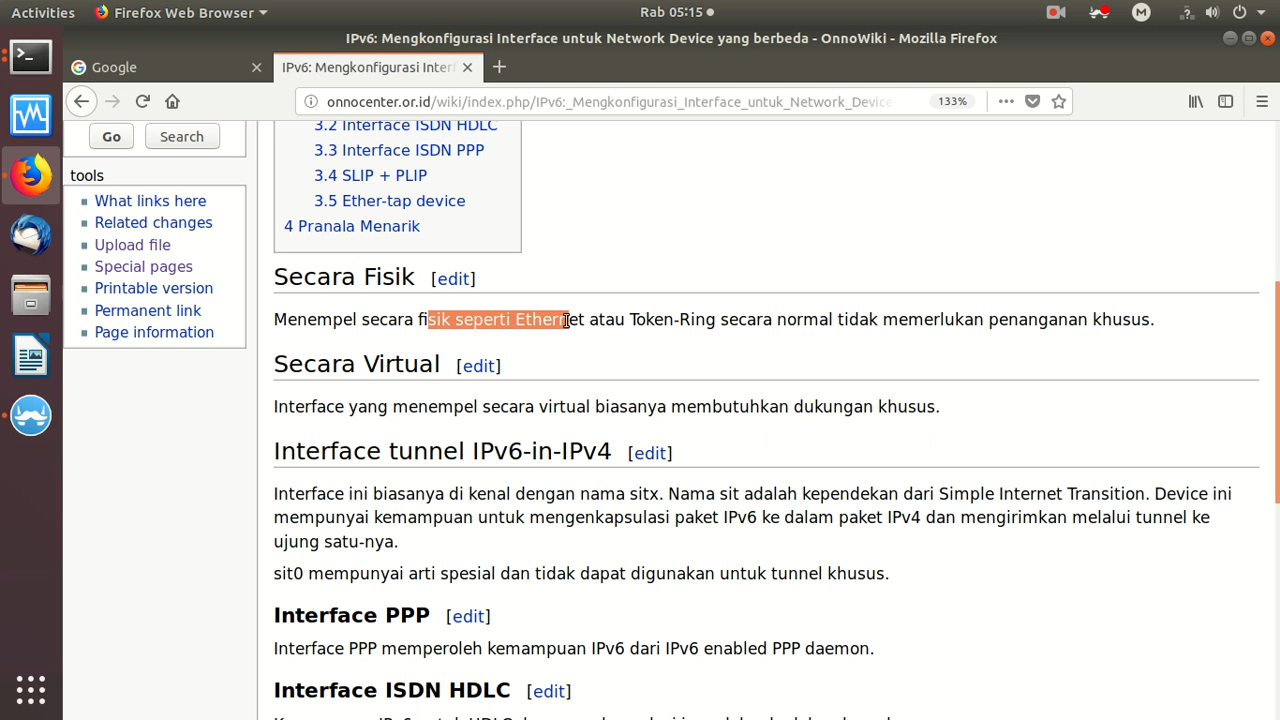 Activities Firefox Web Browser Rab 05:15
IPv6: Mengkonfigurasi Interface untuk Network Device yang berbeda - OnnoWiki - Mozilla Firefox
Google
IPv6: Mengkonfigurasi Interf
onnocenter.or.id/wiki/index.php/IPv6:_Mengkonfigurasi_Interface_untuk_Network_Device
133%
Go
Search
tools
What links here
Related changes
Upload file
Special pages
Printable version
Permanent link
Page information
3.2 Interface ISDN HDLC
3.3 Interface ISDN PPP
3.4 SLIP + PLIP
3.5 Ether-tap device
4 Pranala Menarik
Secara Fisik [edit]
Menempel secara fisik seperti Ethernet atau Token-Ring secara normal tidak memerlukan penanganan khusus.
Secara Virtual [edit]
Interface yang menempel secara virtual biasanya membutuhkan dukungan khusus.
Interface tunnel IPv6-in-IPv4 [edit]
Interface ini biasanya di kenal dengan nama sitx. Nama sit adalah kependekan dari Simple Internet Transition. Device ini
mempunyai kemampuan untuk mengenkapsulasi paket IPv6 ke dalam paket IPv4 dan mengirimkan melalui tunnel ke
ujung satu-nya.
sit0 mempunyai arti spesial dan tidak dapat digunakan untuk tunnel khusus.
Interface PPP [edit]
Interface PPP memperoleh kemampuan IPv6 dari IPv6 enabled PPP daemon.
Interface ISDN HDLC [edit]